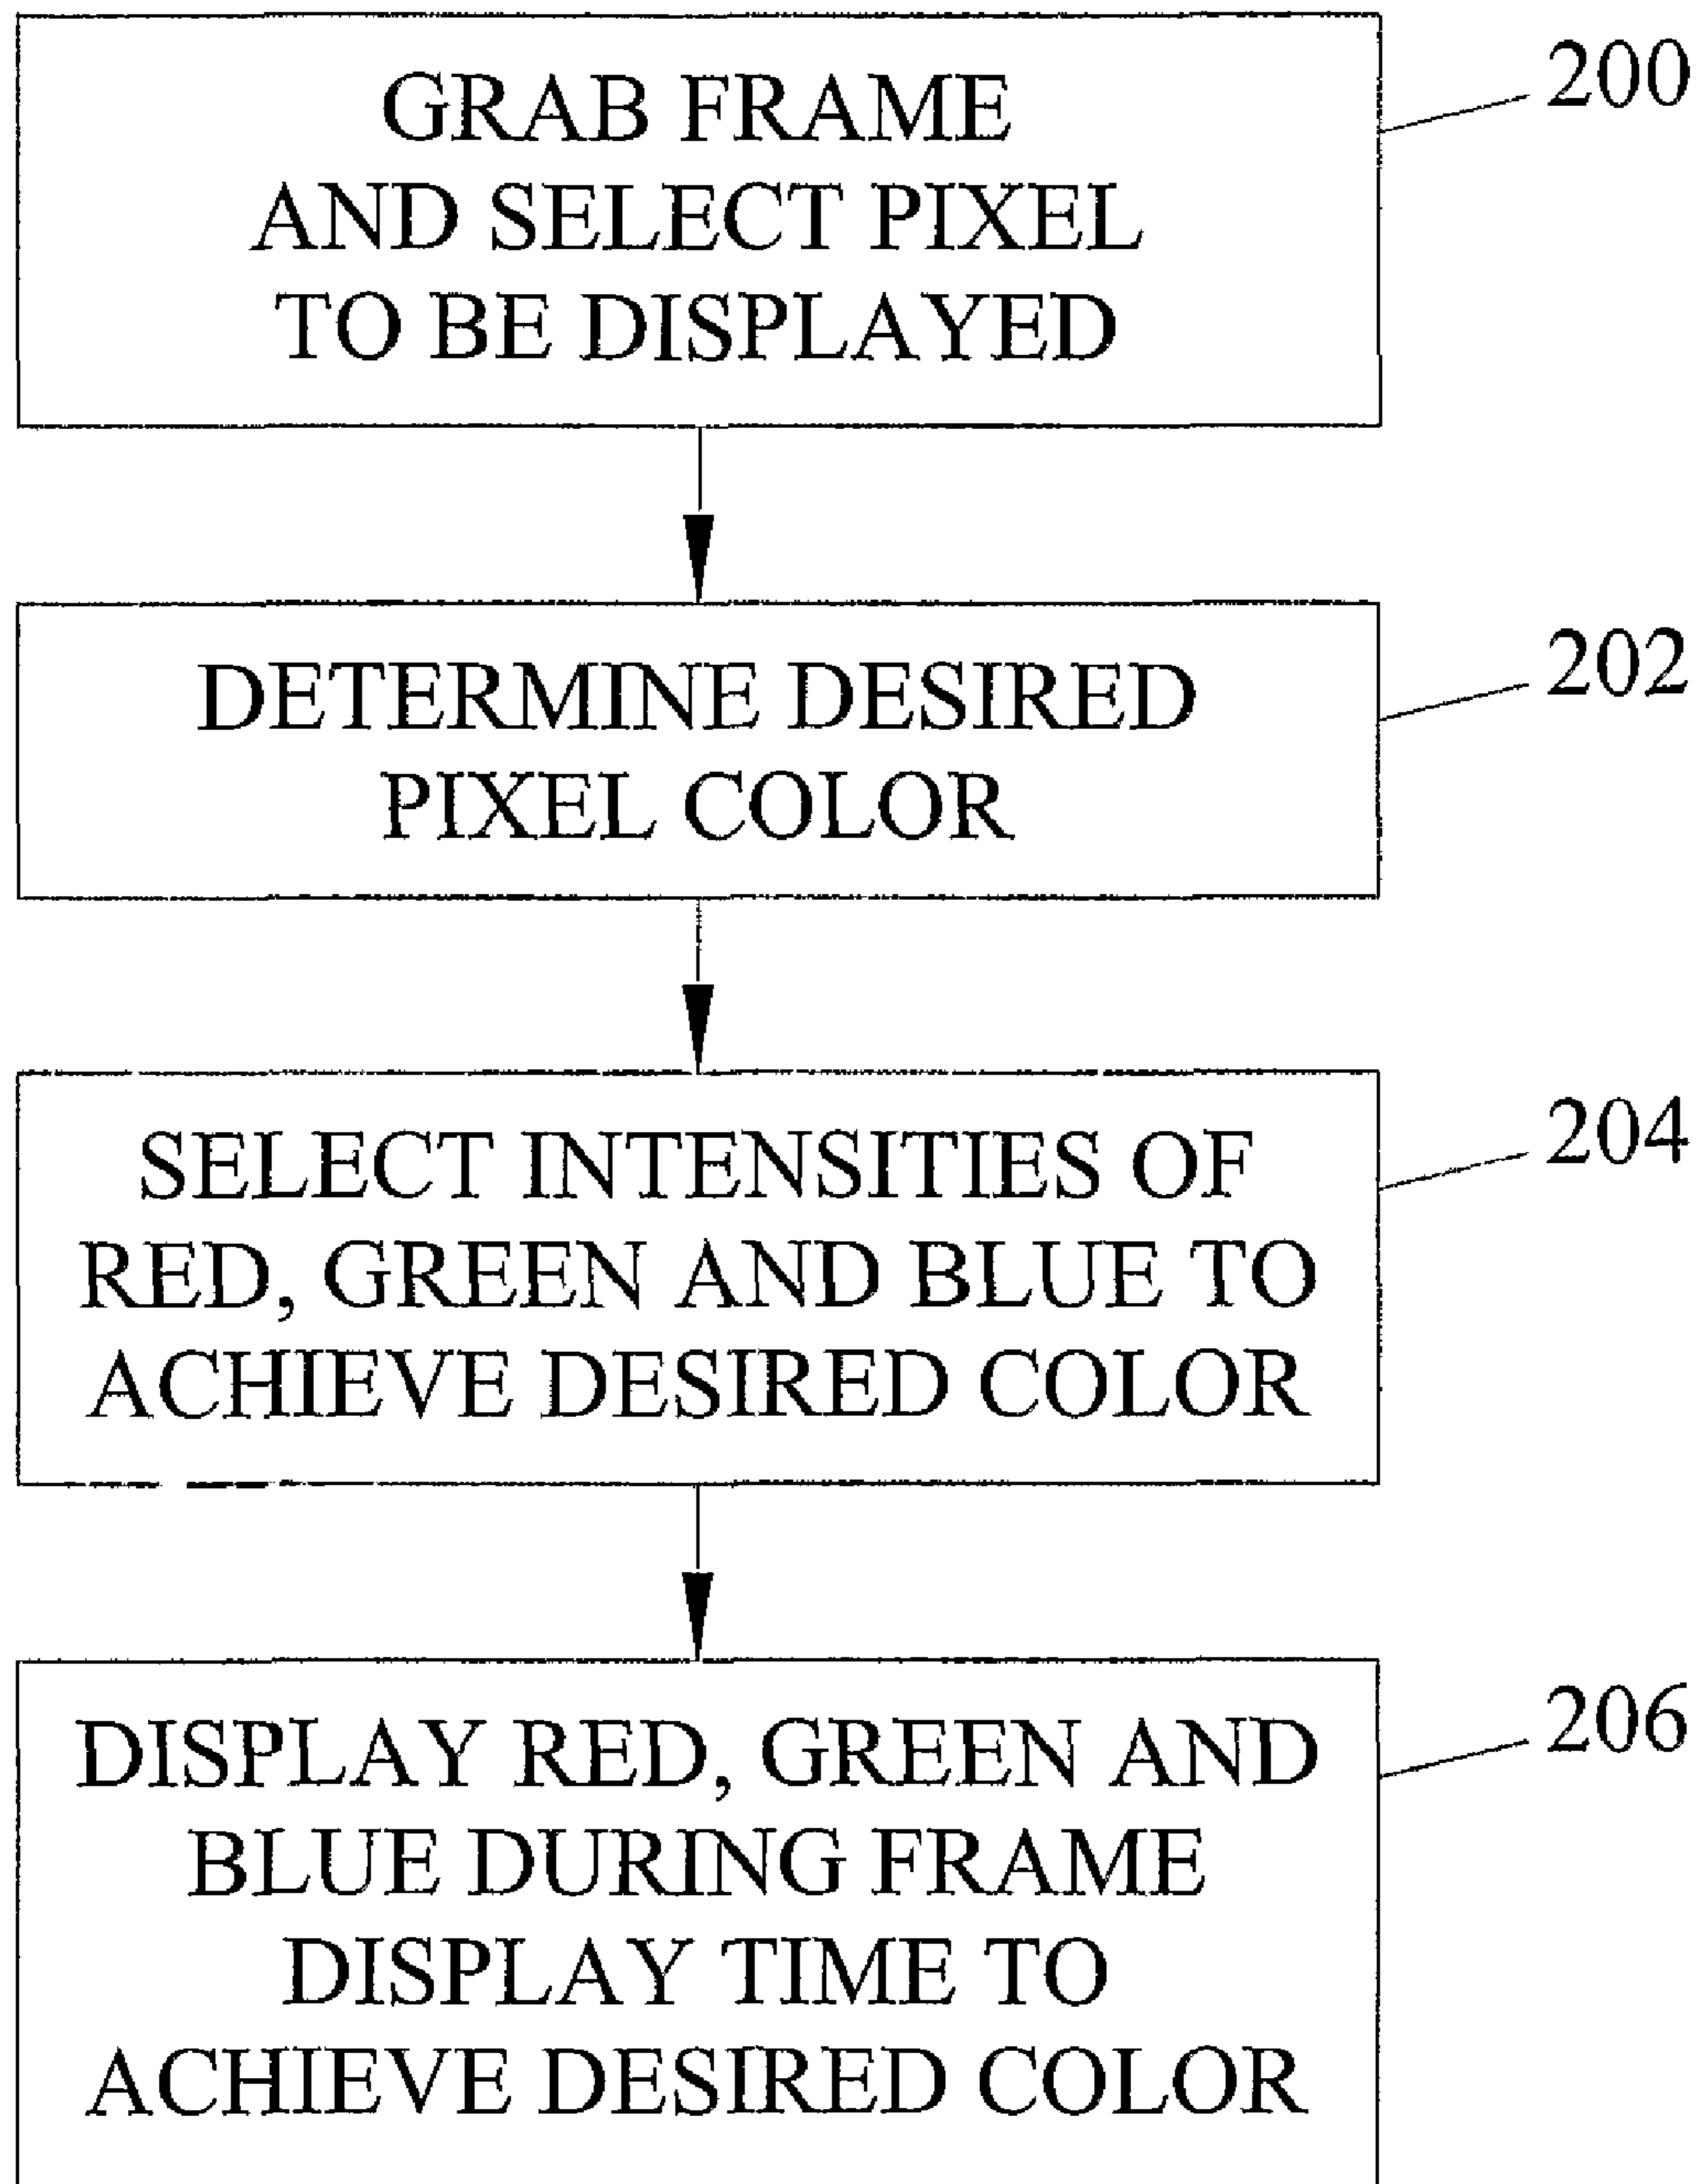 GRAB FRAME
AND SELECT PIXEL
TO BE DISPLAYED
200
DETERMINE DESIRED
PIXEL COLOR
202
SELECT INTENSITIES OF
RED, GREEN AND BLUE TO
ACHIEVE DESIRED COLOR
204
DISPLAY RED, GREEN AND
BLUE DURING FRAME
DISPLAY TIME TO
ACHIEVE DESIRED COLOR
206